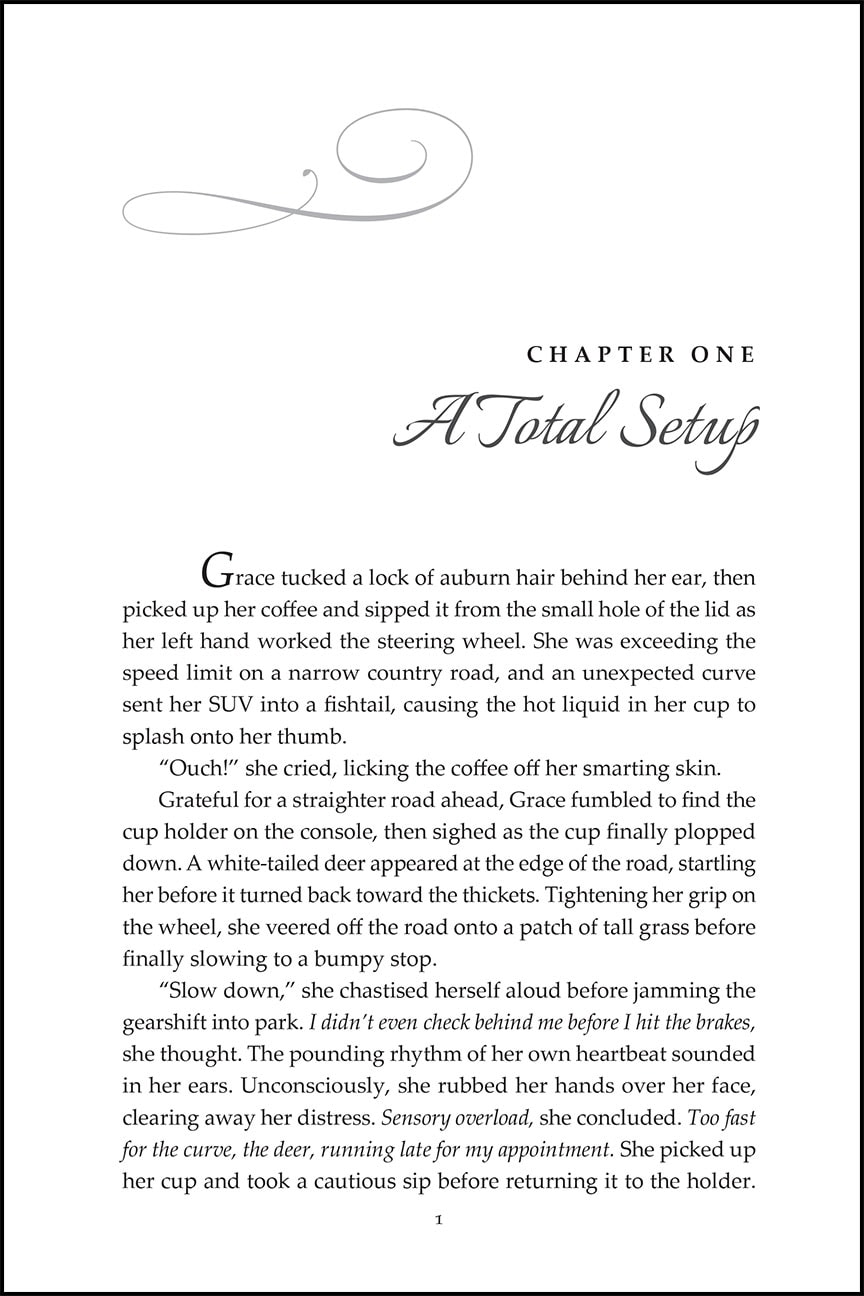 CHAPTER ONE
A Total Setup
Grace tucked a lock of auburn hair behind her ear, then
picked up her coffee and sipped it from the small hole of the lid as
her left hand worked the steering wheel. She was exceeding the
speed limit on a narrow country road, and an unexpected curve
sent her SUV into a fishtail, causing the hot liquid in her cup to
splash onto her thumb.
“Ouch!” she cried, licking the coffee off her smarting skin.
Grateful for a straighter road ahead, Grace fumbled to find the
cup holder on the console, then sighed as the cup finally plopped
down. A white-tailed deer appeared at the edge of the road, startling
her before it turned back toward the thickets. Tightening her grip on
the wheel, she veered off the road onto a patch of tall grass before
finally slowing to a bumpy stop.
“Slow down,” she chastised herself aloud before jamming the
gearshift into park. I didn’t even check behind me before I hit the brakes,
she thought. The pounding rhythm of her own heartbeat sounded
in her ears. Unconsciously, she rubbed her hands over her face,
clearing away her distress. Sensory overload, she concluded. Too fast
for the curve, the deer, running late for my appointment. She picked up
her cup and took a cautious sip before returning it to the holder.
1